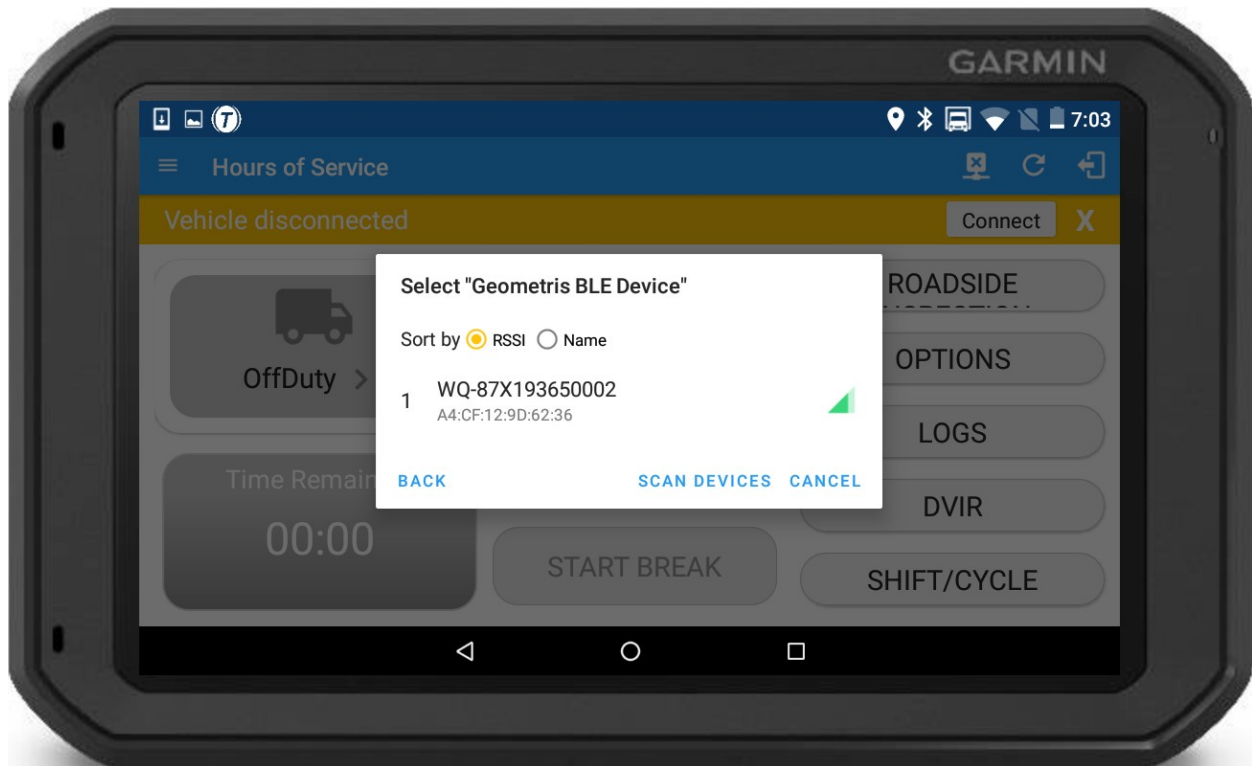 GARMIN
7:03
Hours of Service
Vehicle disconnected
Connect X
Select "Geometris BLE Device"
Sort by RSSI Name
1 WQ-87X193650002
A4:CF:12:9D:62:36
BACK SCAN DEVICES CANCEL
OffDuty >
Time
00:00
START BREAK
ROADSIDE
OPTIONS
LOGS
DVIR
SHIFT/CYCLE